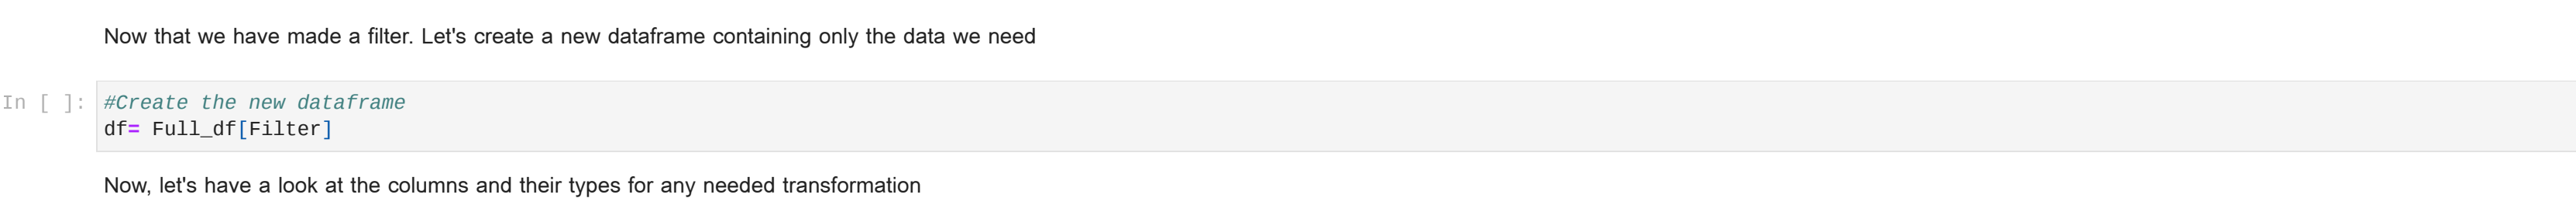 Now that we have made a filter. Let's create a new dataframe containing only the data we need
In [ ]:
#Create the new dataframe
df= Full_df[Filter]
Now, let's have a look at the columns and their types for any needed transformation